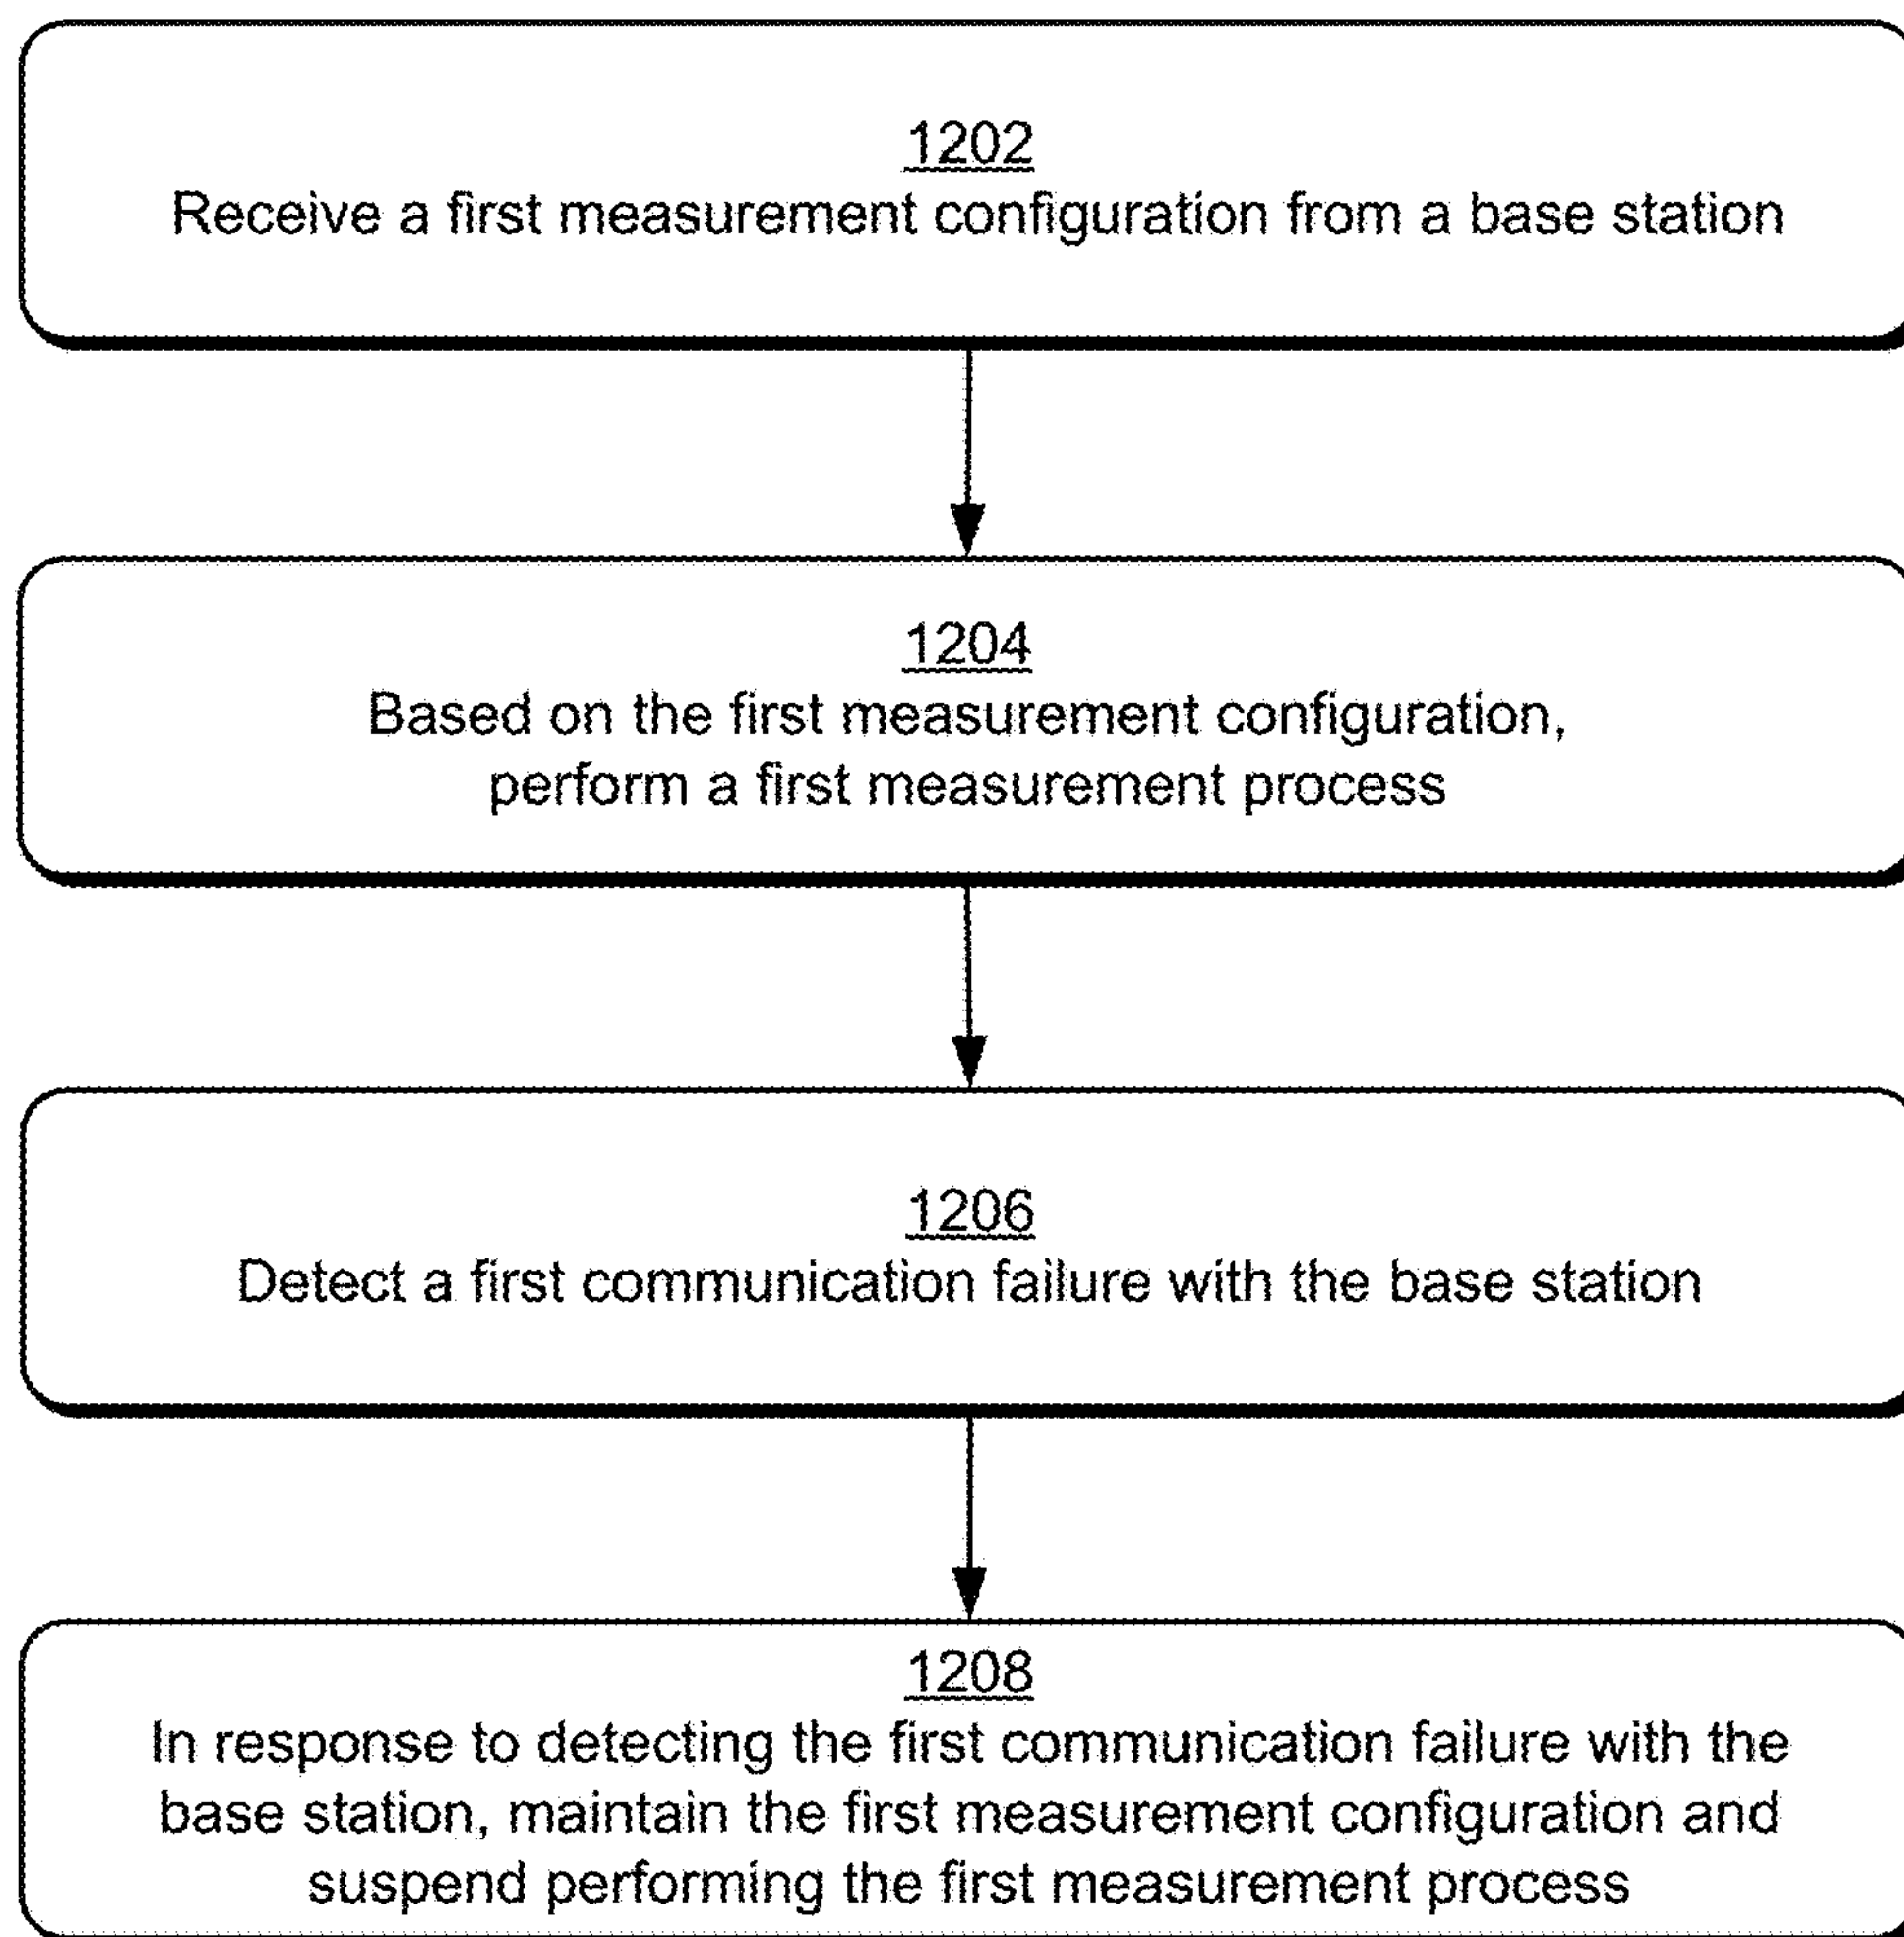 1202
Receive a first measurement configuration from a base station
1204
Based on the first measurement configuration,
perform a first measurement process
1206
Detect a first communication failure with the base station
1208
In response to detecting the first communication failure with the
base station, maintain the first measurement configuration and
suspend performing the first measurement process